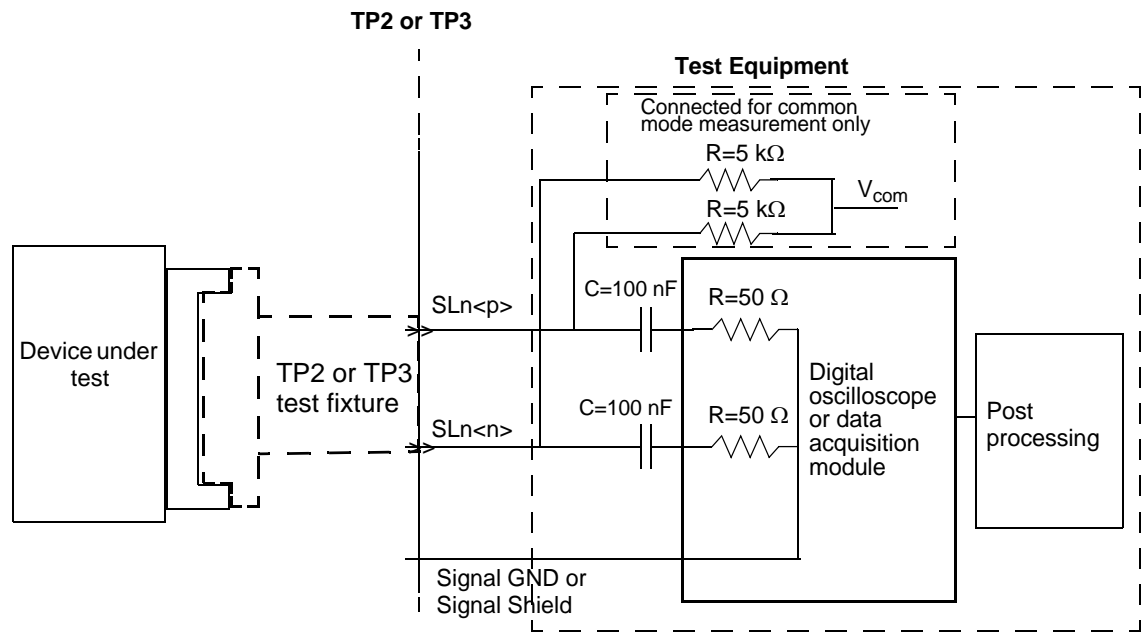 TP2 or TP3
Test Equipment
Connected for common
mode measurement only
R=5 kΩ
Vcom
R=5 kΩ
C=100 nF
R=50 Ω
SLn<p>
Device under
test
TP2 or TP3
test fixture
C=100 nF
R=50 Ω
SLn<n>
Digital
oscilloscope
or data
acquisition
module
Post
processing
Signal GND or
Signal Shield